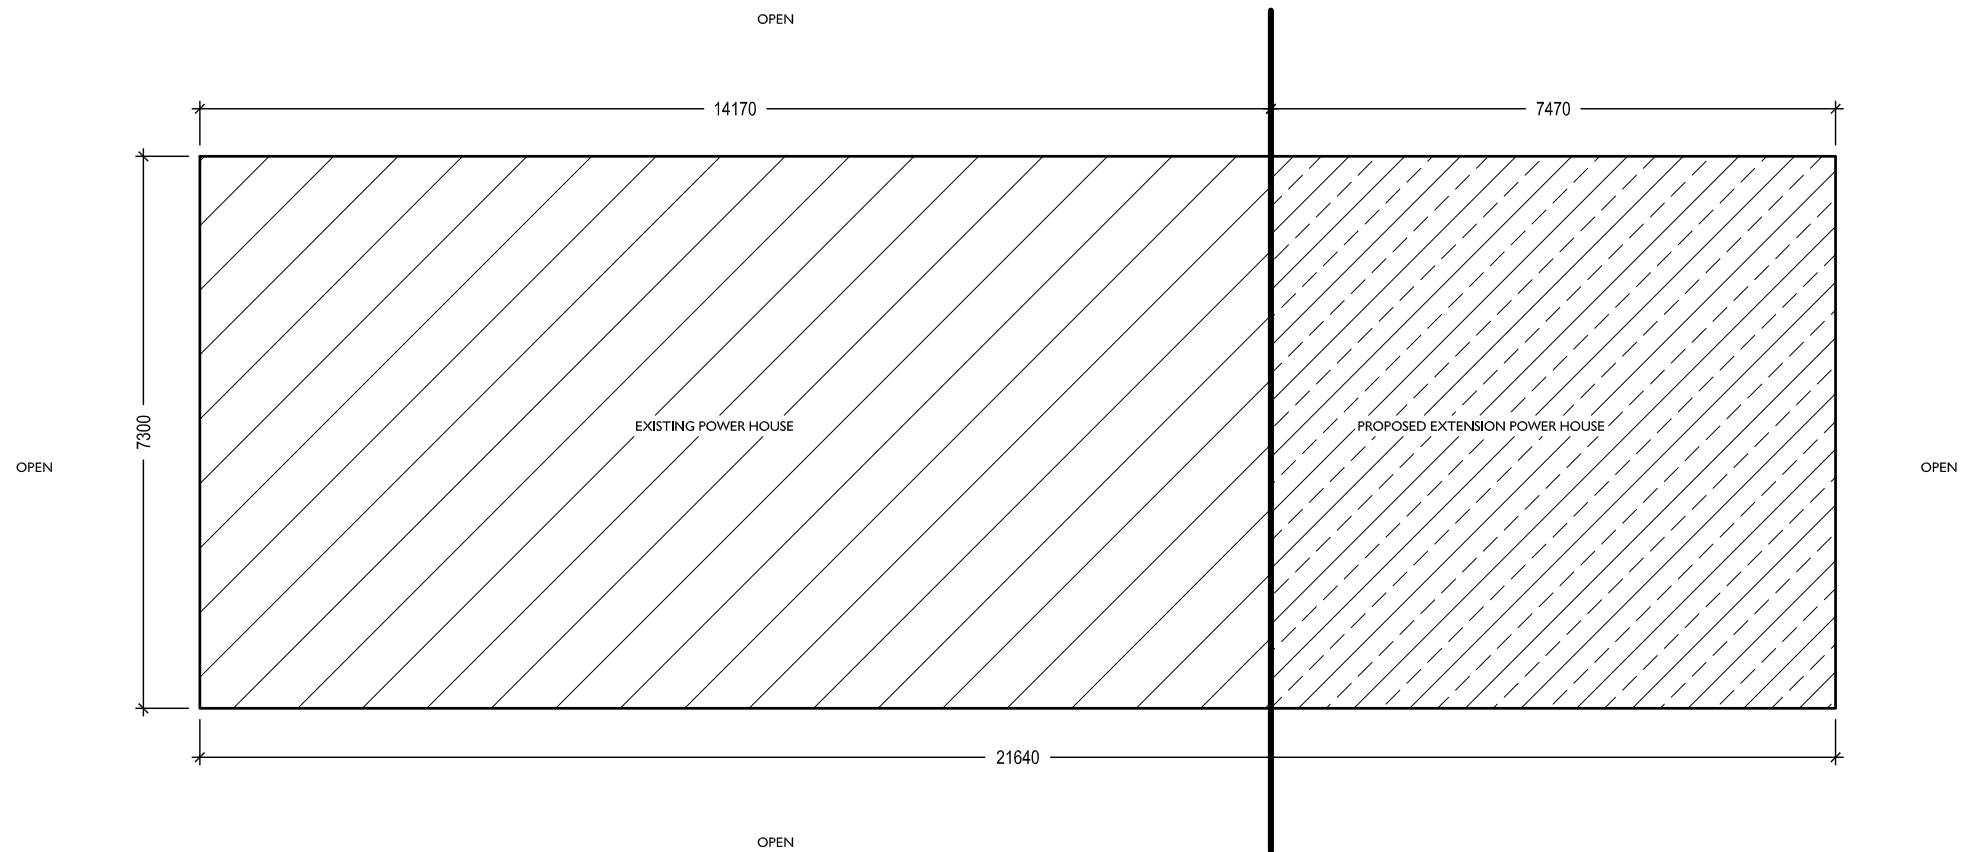 OPEN
14170
7470
7300
EXISTING POWER HOUSE
PROPOSED EXTENSION POWER HOUSE
OPEN
OPEN
21640
OPEN